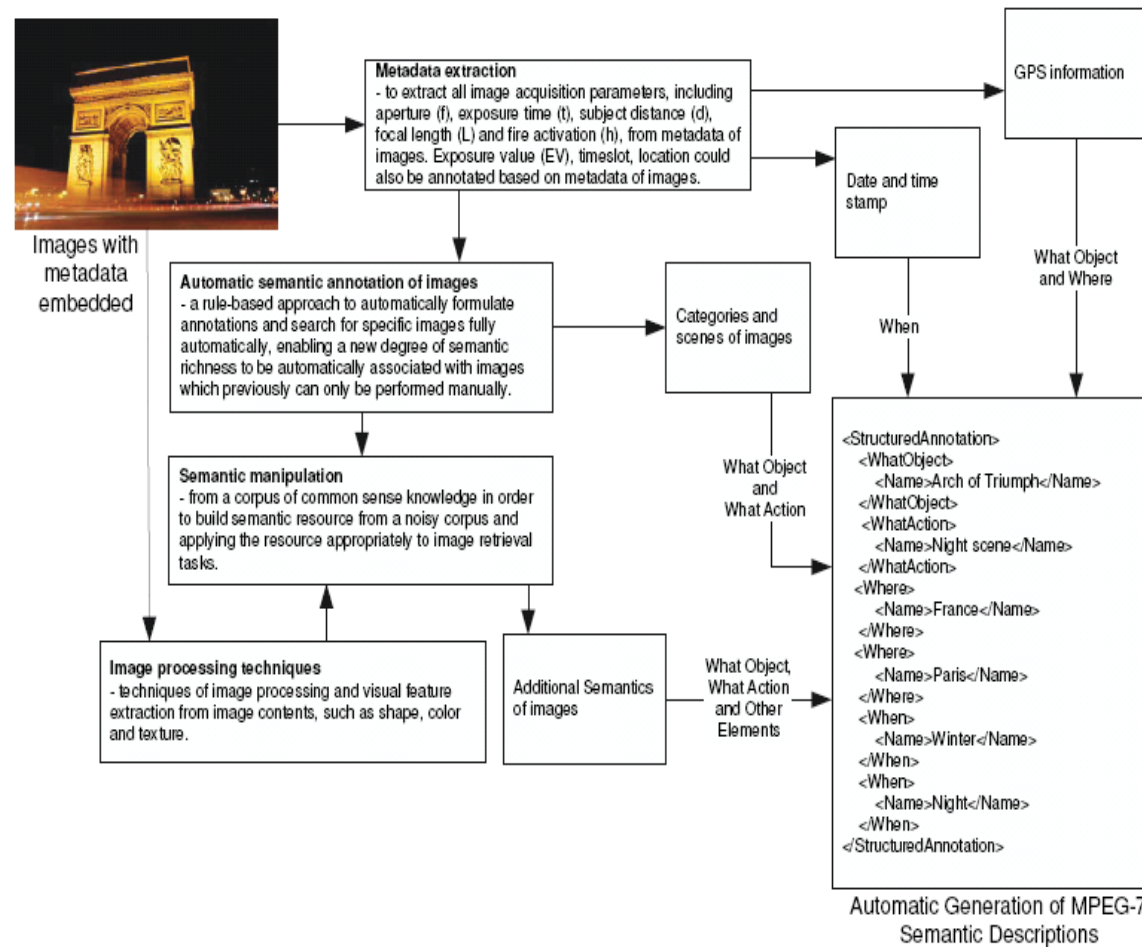 Images with
metadata
embedded
Metadata extraction
- to extract all image acquisition parameters, including
aperture (f), exposure time (t), subject distance (d),
focal length (L) and fire activation (h), from metadata of
images. Exposure value (EV), timeslot, location could
also be annotated based on metadata of images.
GPS information
Date and time
stamp
What Object
and Where
When
Automatic semantic annotation of images
- a rule-based approach to automatically formulate
annotations and search for specific images fully
automatically, enabling a new degree of semantic
richness to be automatically associated with images
which previously can only be performed manually.
Categories and
scenes of images
What Object
and
What Action
Semantic manipulation
- from a corpus of common sense knowledge in order
to build semantic resource from a noisy corpus and
applying the resource appropriately to image retrieval
tasks.
Image processing techniques
- techniques of image processing and visual feature
extraction from image contents, such as shape, color
and texture.
Additional Semantics
of images
What Object,
What Action
and Other
Elements
<StructuredAnnotation>
<WhatObject>
<Name>Arch of Triumph</Name>
</WhatObject>
<WhatAction>
<Name>Night scene</Name>
</WhatAction>
<Where>
<Name>France</Name>
</Where>
<Where>
<Name>Paris</Name>
</Where>
<When>
<Name>Winter</Name>
</When>
<When>
<Name>Night</Name>
</When>
</StructuredAnnotation>
Automatic Generation of MPEG-7
Semantic Descriptions